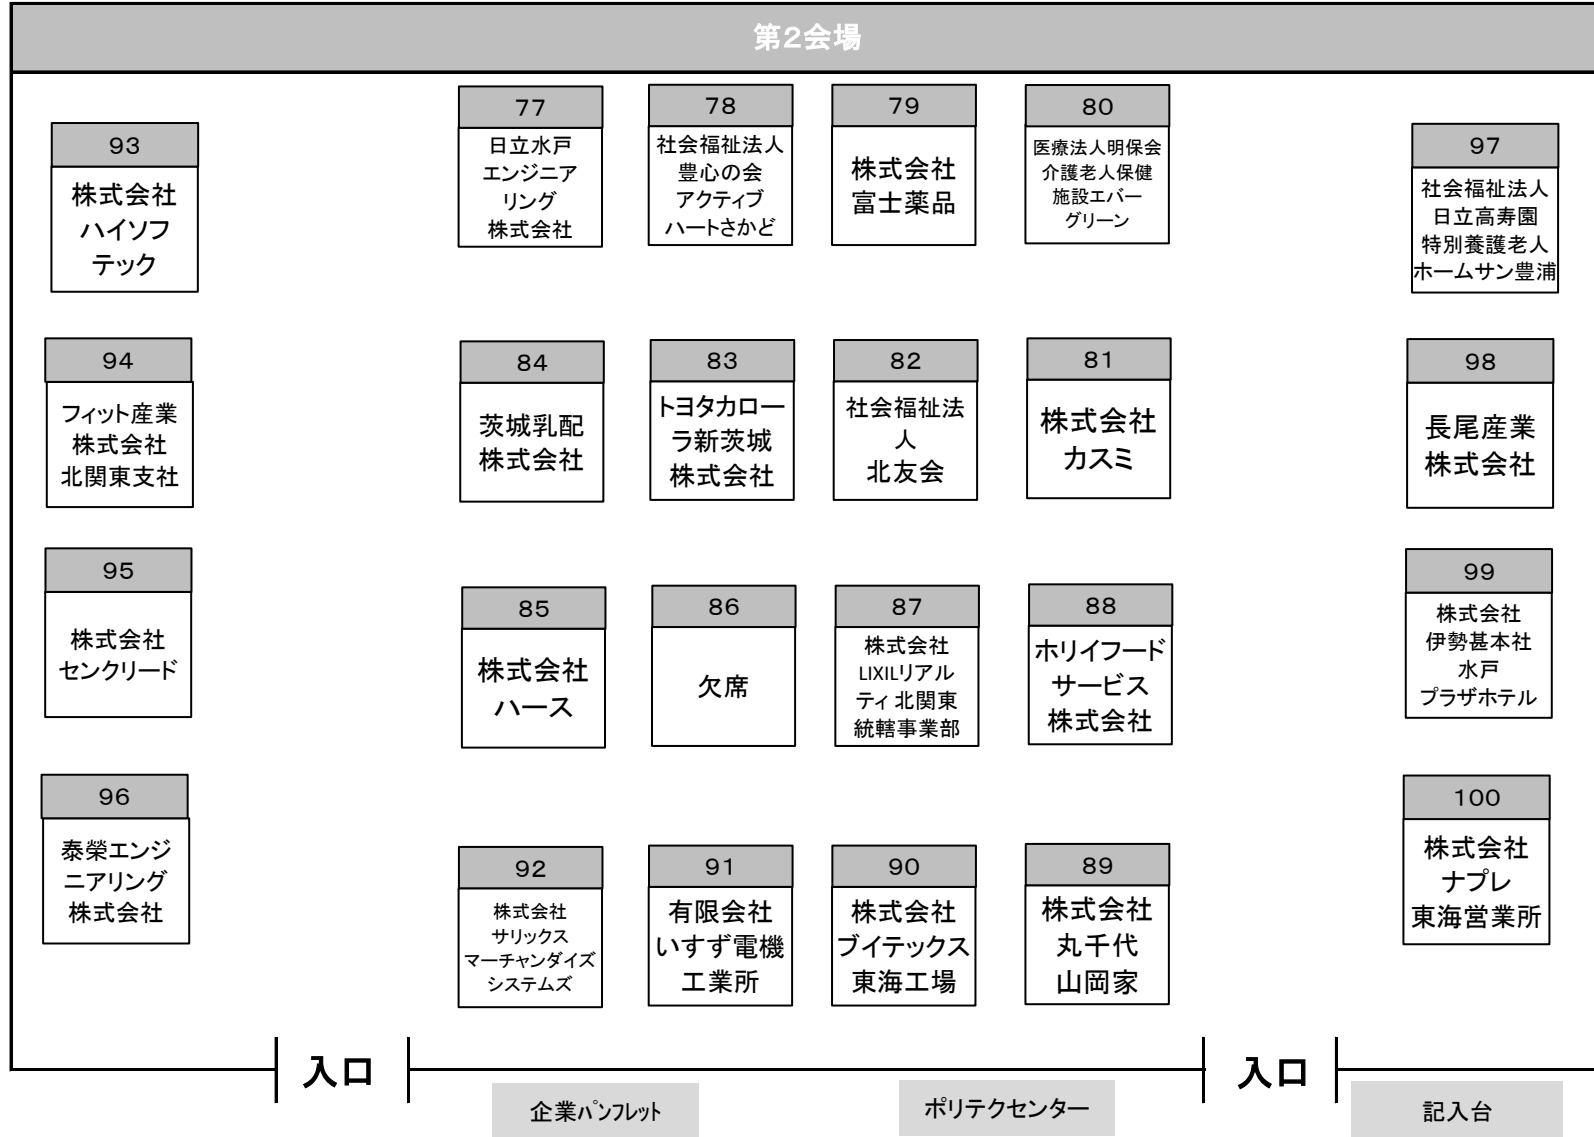 第2会場
93
株式会社
ハイソフ
テック
77
日立水戸
エンジニア
リング
株式会社
78
社会福祉法人
豊心の会
アクティブ
ハートさかど
79
株式会社
富士薬品
80
医療法人明保会
介護老人保健
施設エバー
グリーン
97
社会福祉法人
日立高寿園
特別養護老人
ホームサン豊浦
94
フィット産業
株式会社
北関東支社
84
茨城乳配
株式会社
83
トヨタカロー
ラ新茨城
株式会社
82
社会福祉法
人
北友会
81
株式会社
カスミ
98
長尾産業
株式会社
95
株式会社
センクリード
85
株式会社
ハース
86
欠席
87
株式会社
LIXILリアル
ティ 北関東
統轄事業部
88
ホリイフード
サービス
株式会社
99
株式会社
伊勢甚本社
水戸
プラザホテル
96
泰榮エンジ
ニアリング
株式会社
92
株式会社
サリックス
マーチャンダイズ
システムズ
91
有限会社
いすず電機
工業所
90
株式会社
ブイテックス
東海工場
89
株式会社
丸千代
山岡家
100
株式会社
ナプレ
東海営業所
入口
入口
企業パンフレット
ポリテクセンター
記入台